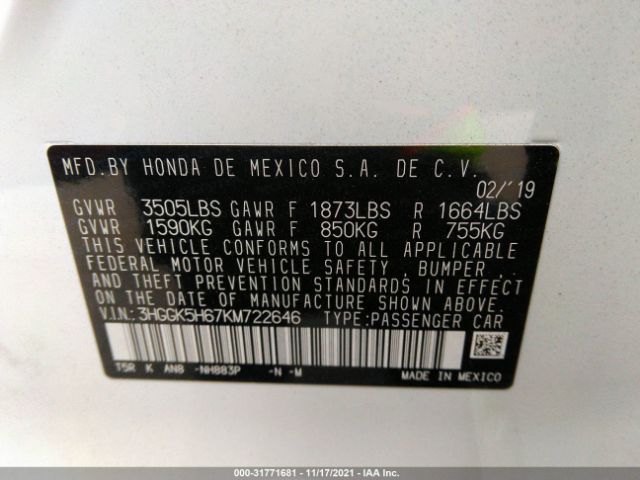 MFD.BY HONDA DE MEXICO S.A. DE C.V.
02/'19
GVWR 3505LBS GAWR F 1873LBS R 1664LBS
GVWR 1590KG GAWR F 850KG R 755KG
THIS VEHICLE CONFORMS TO ALL APPLICABLE
FEDERAL MOTOR VEHICLE SAFETY, BUMPER,
AND THEFT PREVENTION STANDARDS IN EFFECT
ON THE DATE OF MANUFACTURE SHOWN ABOVE.
V.I.N.:3HGGK5H67KM722646 TYPE:PASSENGER CAR
T5R K AN8 -NH883P -N -M MADE IN MEXICO
000-31771681 - 11/17/2021 - IAA Inc.